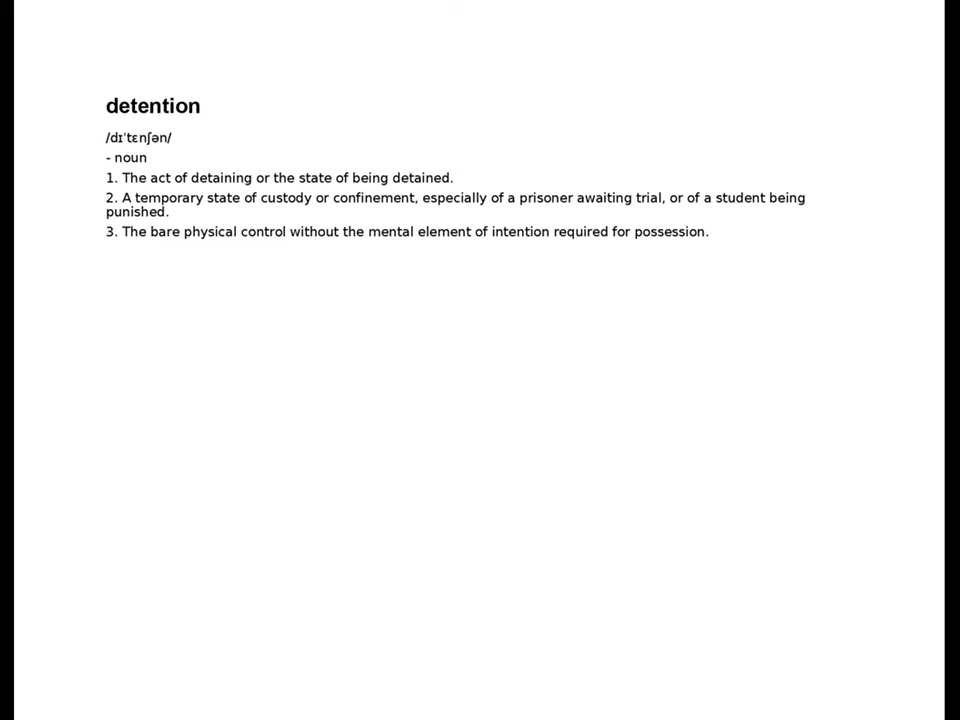 detention
/dɪˈtɛnʃən/
- noun
1. The act of detaining or the state of being detained.
2. A temporary state of custody or confinement, especially of a prisoner awaiting trial, or of a student being
punished.
3. The bare physical control without the mental element of intention required for possession.